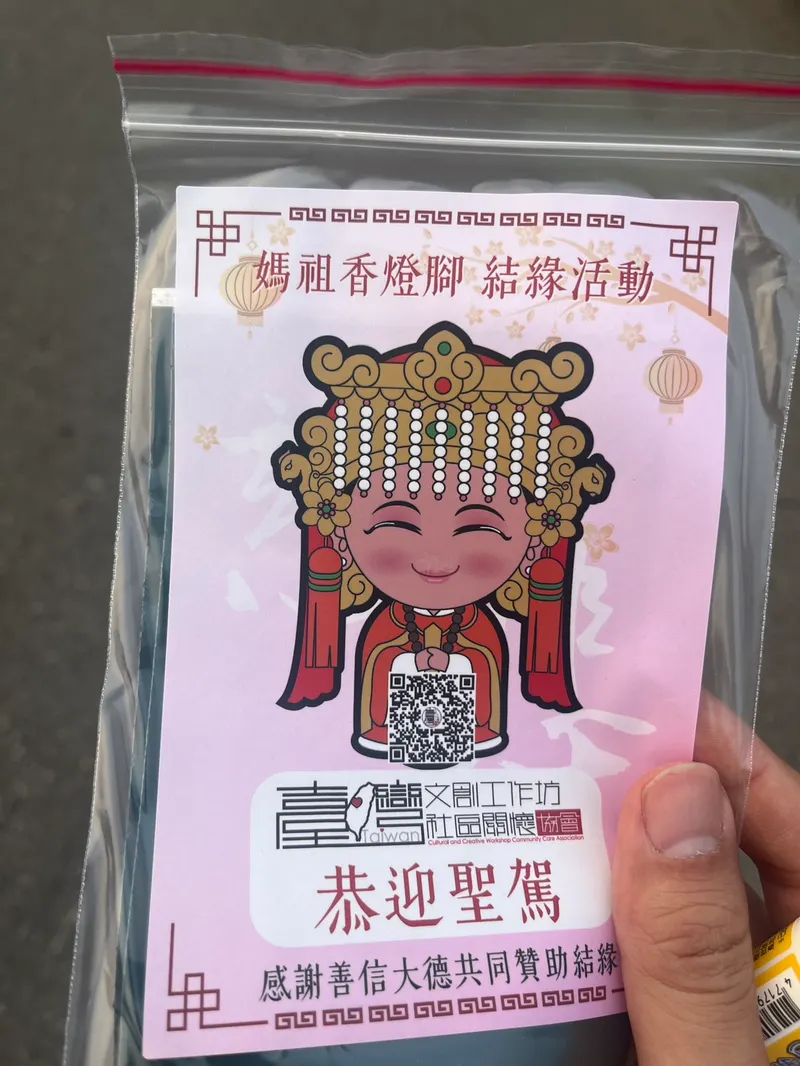 媽祖香燈腳 結緣活動
臺灣
Taiwan
文創工作坊
社區關懷協會
Cultural and Creative Workshop Community Care Association
恭迎聖駕
感謝善信大德共同贊助結緣
4 7179